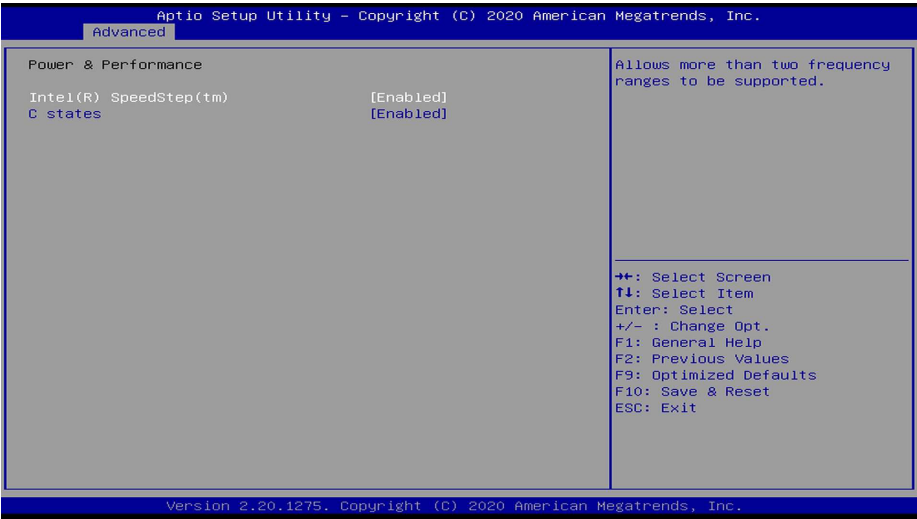 Aptio Setup Utility – Copyright (C) 2020 American Megatrends, Inc.
Advanced
Power & Performance
Intel(R) SpeedStep(tm) [Enabled]
C states [Enabled]
Allows more than two frequency
ranges to be supported.
→←: Select Screen
↑↓: Select Item
Enter: Select
+/- : Change Opt.
F1: General Help
F2: Previous Values
F9: Optimized Defaults
F10: Save & Reset
ESC: Exit
Version 2.20.1275. Copyright (C) 2020 American Megatrends, Inc.